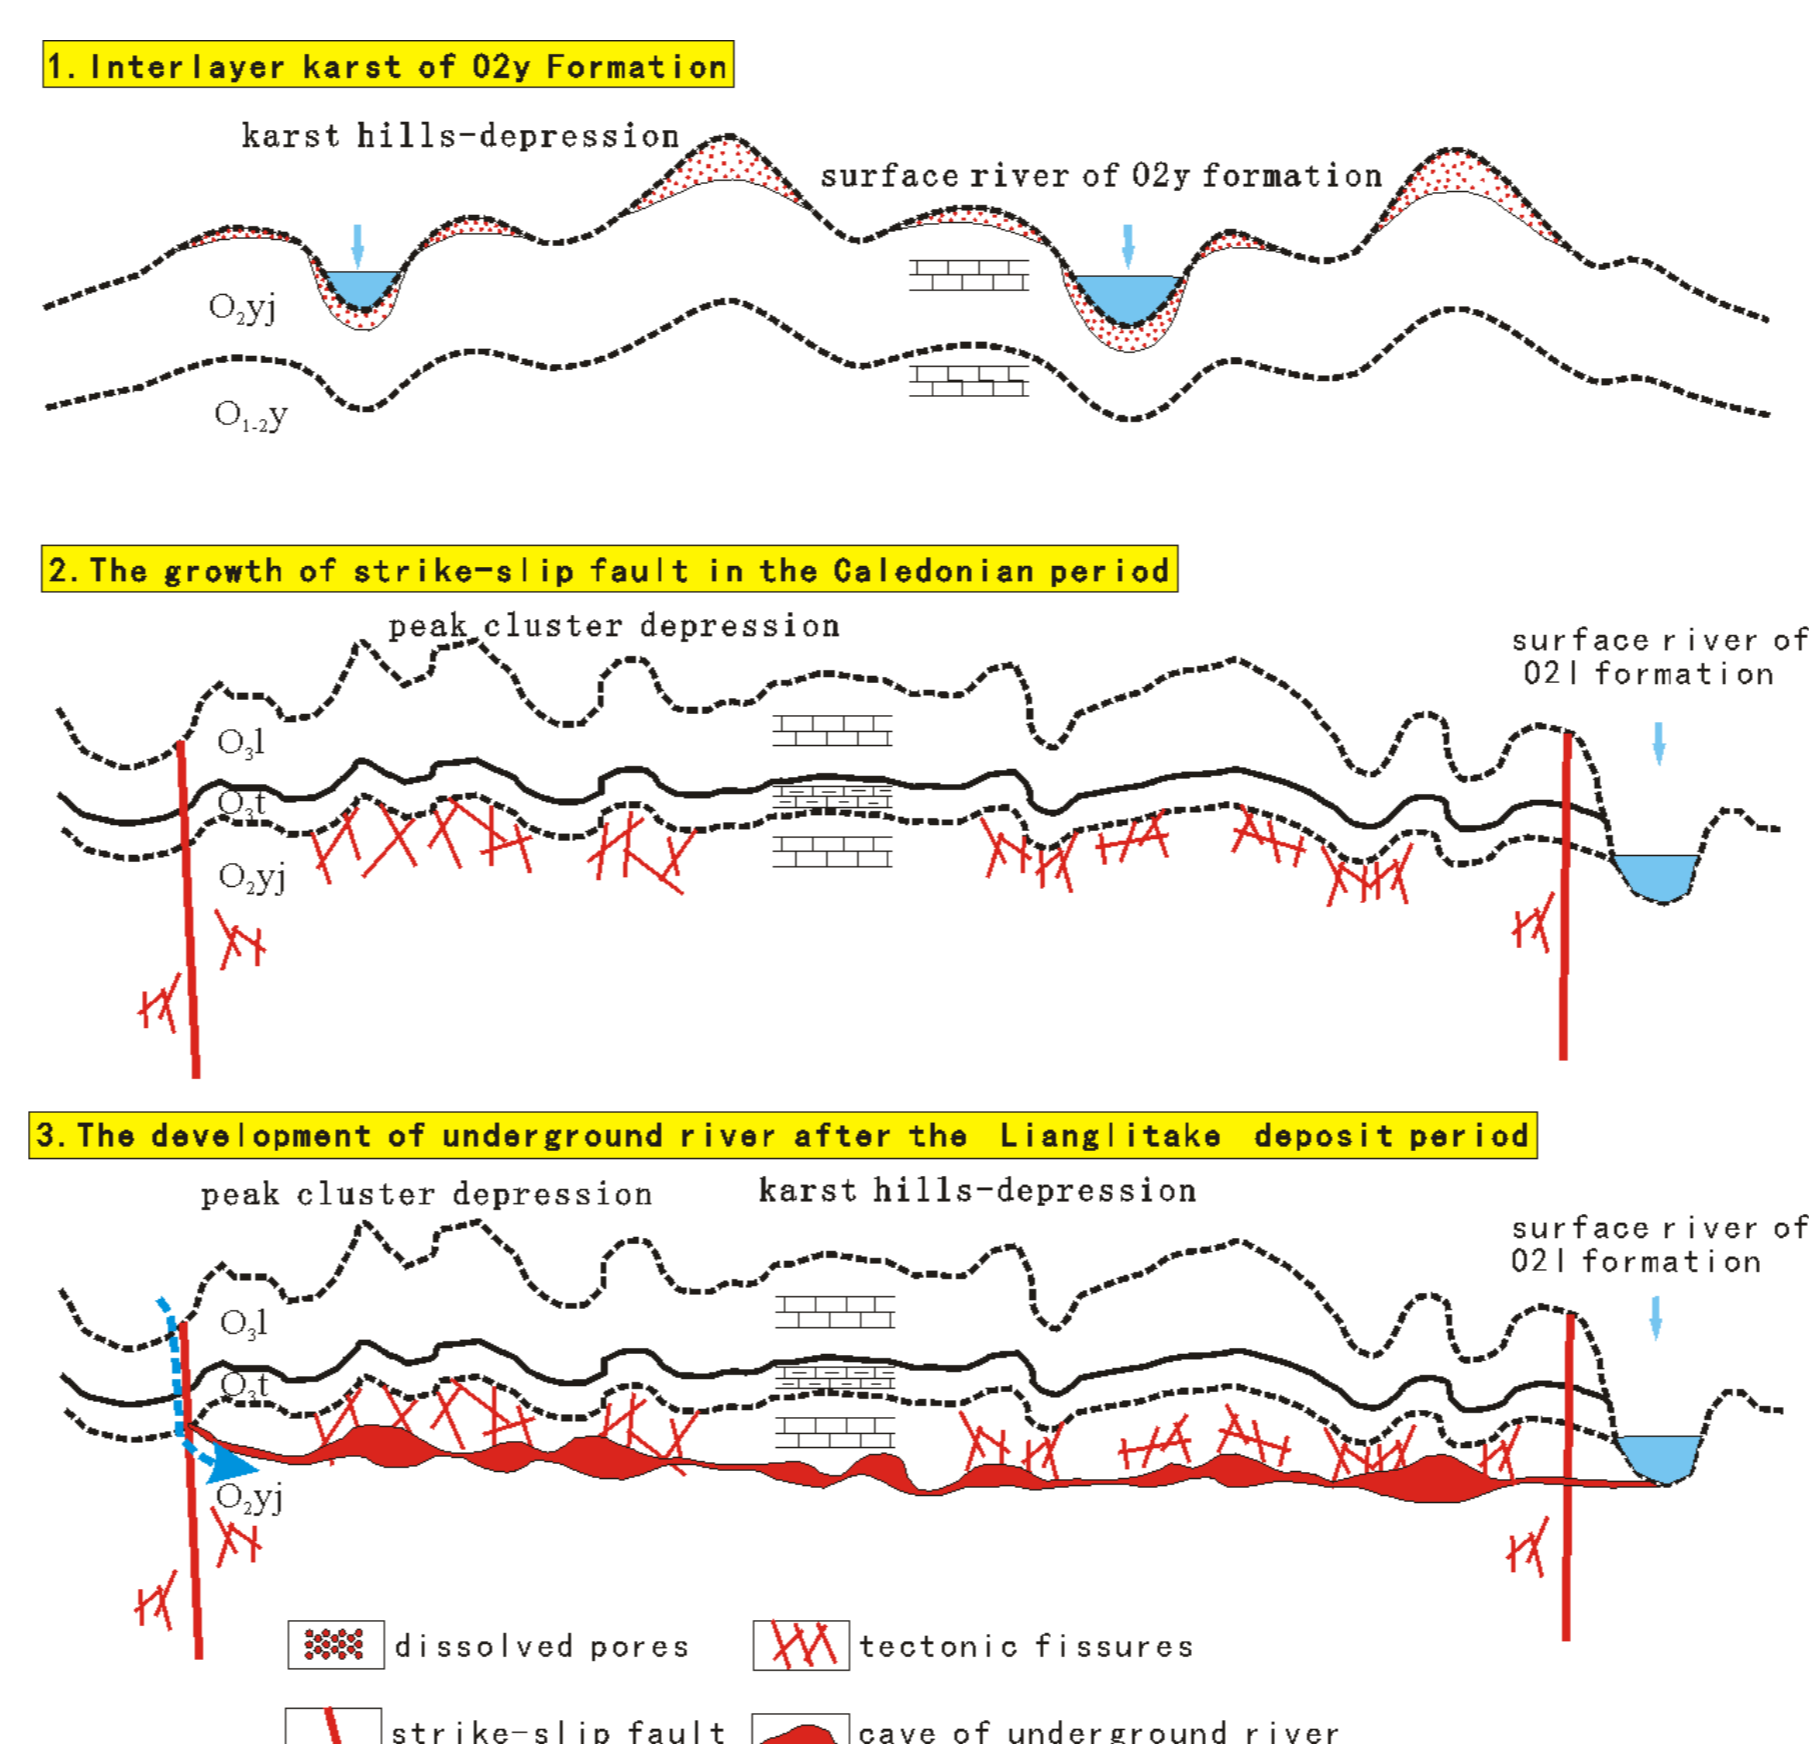 1. Interlayer karst of O2y Formation
karst hills-depression
surface river of O2y formation
O₂yj
O₁₋₂y
2. The growth of strike-slip fault in the Caledonian period
peak cluster depression
surface river of
O2l formation
O₃l
O₃t
O₂yj
3. The development of underground river after the Lianglitake deposit period
peak cluster depression
karst hills-depression
surface river of
O2l formation
O₃l
O₃t
O₂yj
dissolved pores
tectonic fissures
strike-slip fault
cave of underground river